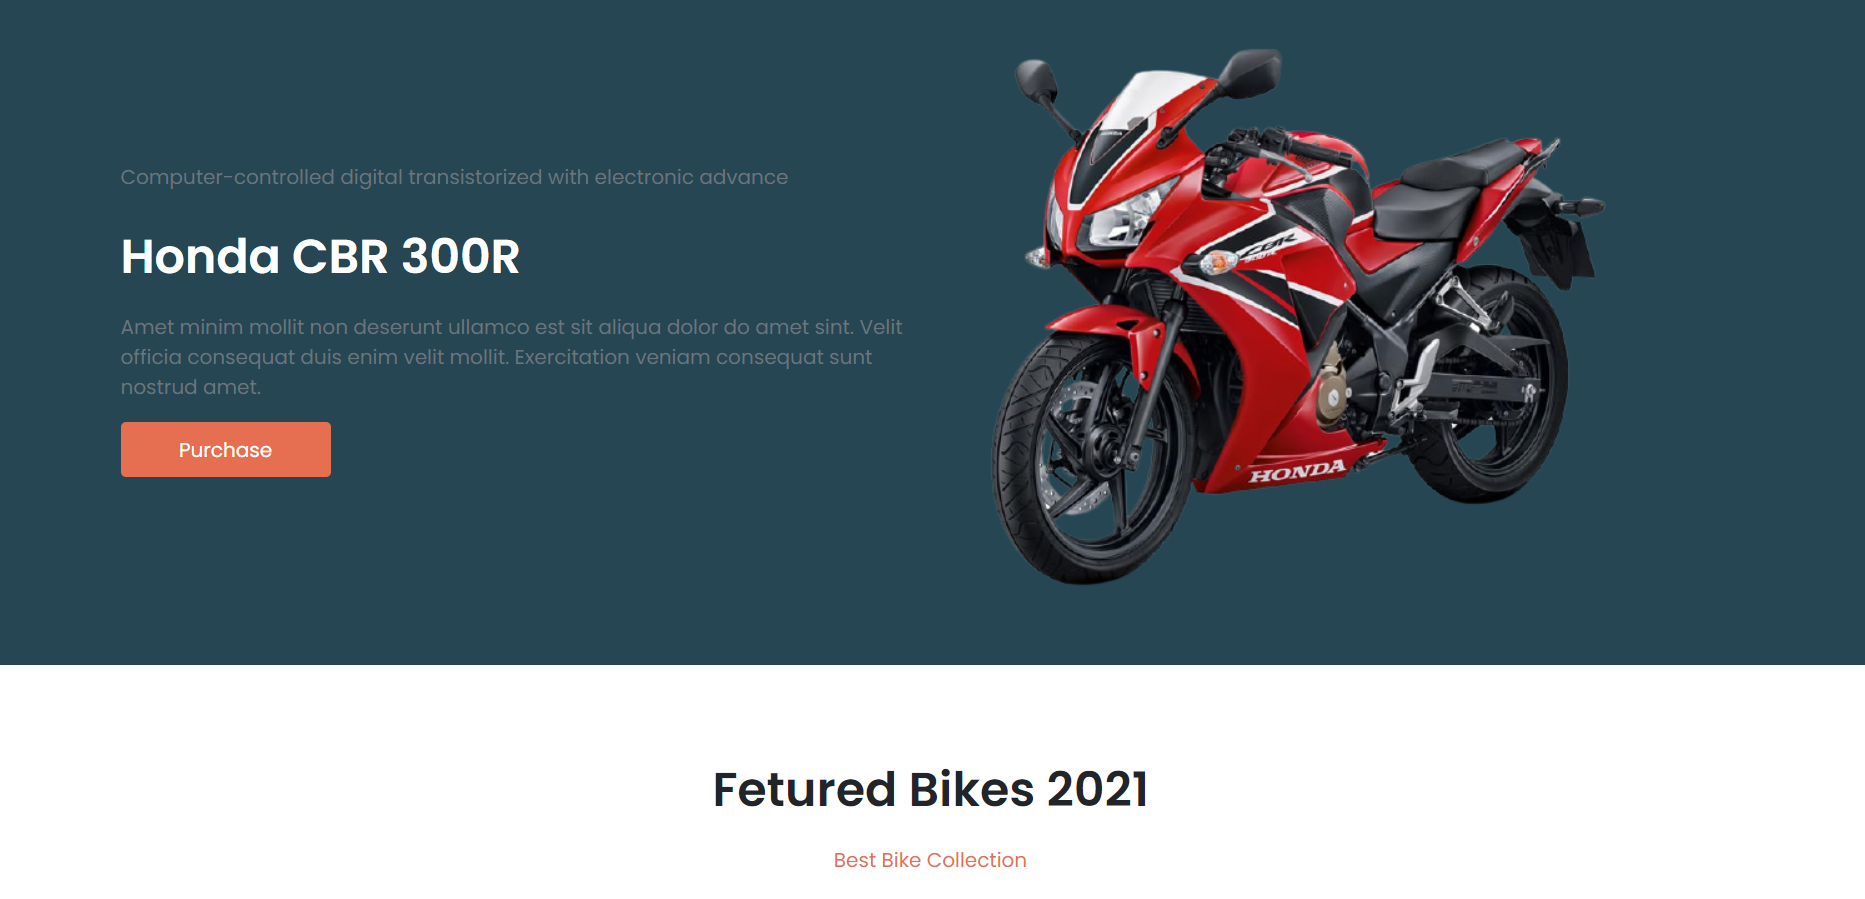 Computer-controlled digital transistorized with electronic advance
Honda CBR 300R
Amet minim mollit non deserunt ullamco est sit aliqua dolor do amet sint. Velit
officia consequat duis enim velit mollit. Exercitation veniam consequat sunt
nostrud amet.
Purchase
HONDA
CBR
HONDA
Fetured Bikes 2021
Best Bike Collection